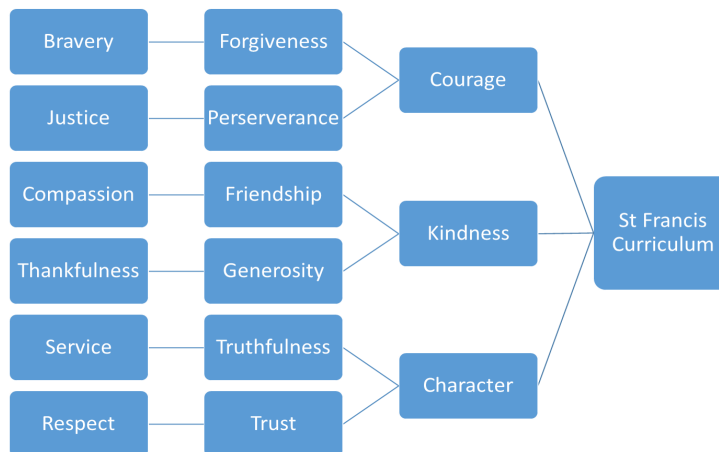 Bravery
Forgiveness
Courage
Justice
Perserverance
Compassion
Friendship
Kindness
St Francis
Curriculum
Thankfulness
Generosity
Service
Truthfulness
Character
Respect
Trust